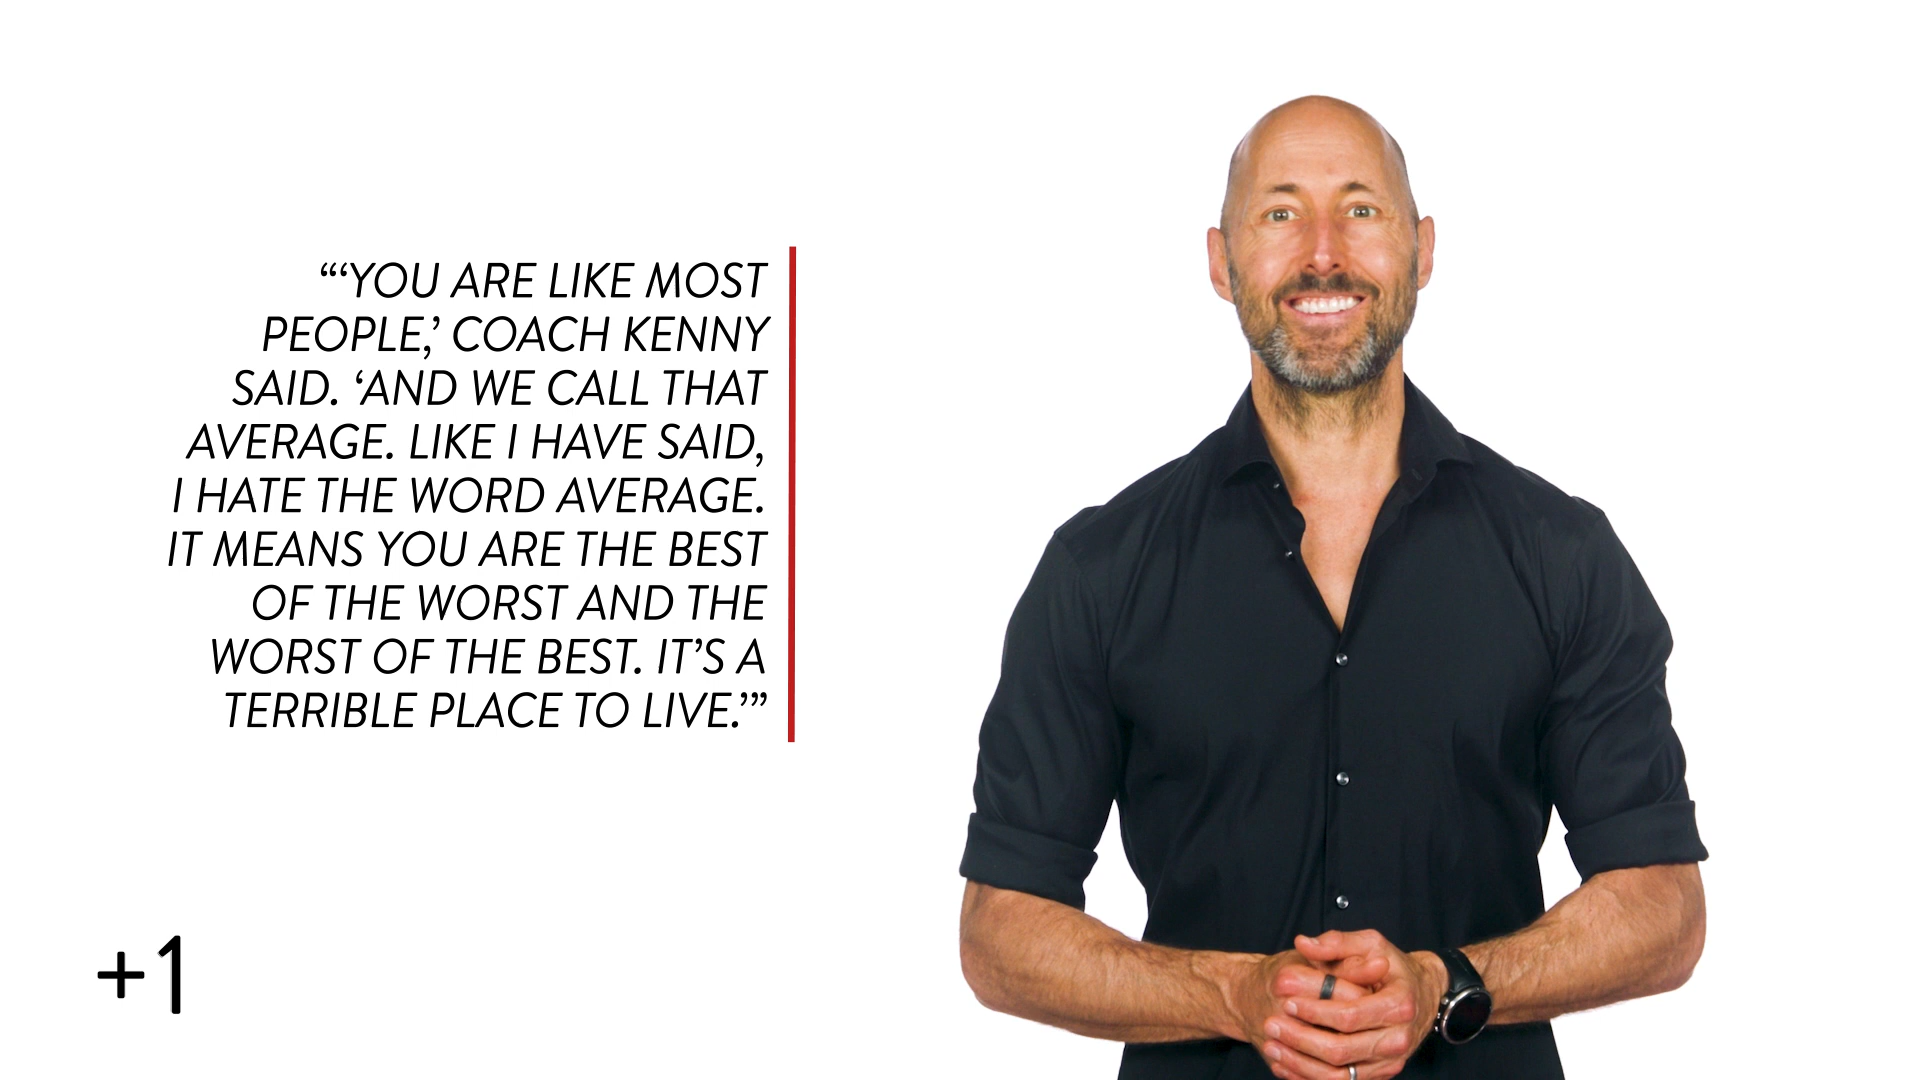 “‘YOU ARE LIKE MOST
PEOPLE,’ COACH KENNY
SAID. ‘AND WE CALL THAT
AVERAGE. LIKE I HAVE SAID,
I HATE THE WORD AVERAGE.
IT MEANS YOU ARE THE BEST
OF THE WORST AND THE
WORST OF THE BEST. IT’S A
TERRIBLE PLACE TO LIVE.’”
+1